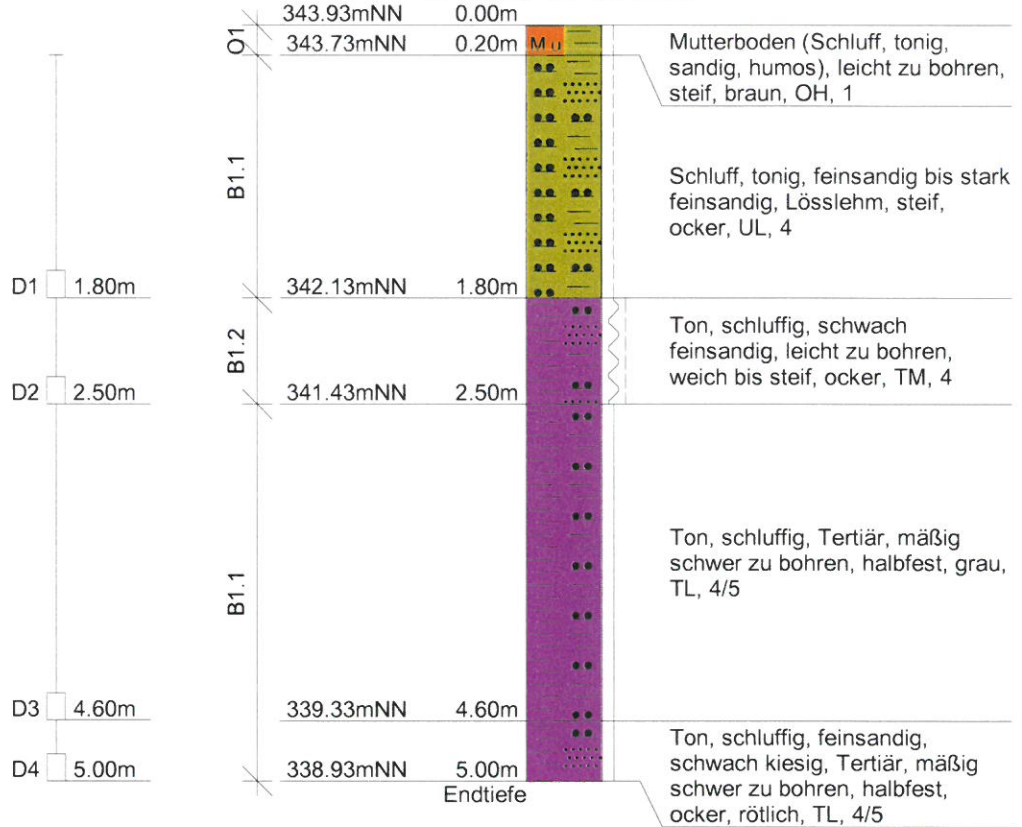 343.93mNN 0.00m
O1
343.73mNN 0.20m
Mu
Mutterboden (Schluff, tonig,
sandig, humos), leicht zu bohren,
steif, braun, OH, 1
B1.1
Schluff, tonig, feinsandig bis stark
feinsandig, Lösslehm, steif,
ocker, UL, 4
D1 1.80m 342.13mNN 1.80m
B1.2
Ton, schluffig, schwach
feinsandig, leicht zu bohren,
weich bis steif, ocker, TM, 4
D2 2.50m 341.43mNN 2.50m
B1.1
Ton, schluffig, Tertiär, mäßig
schwer zu bohren, halbfest, grau,
TL, 4/5
D3 4.60m 339.33mNN 4.60m
Ton, schluffig, feinsandig,
schwach kiesig, Tertiär, mäßig
schwer zu bohren, halbfest,
ocker, rötlich, TL, 4/5
D4 5.00m 338.93mNN 5.00m
Endtiefe